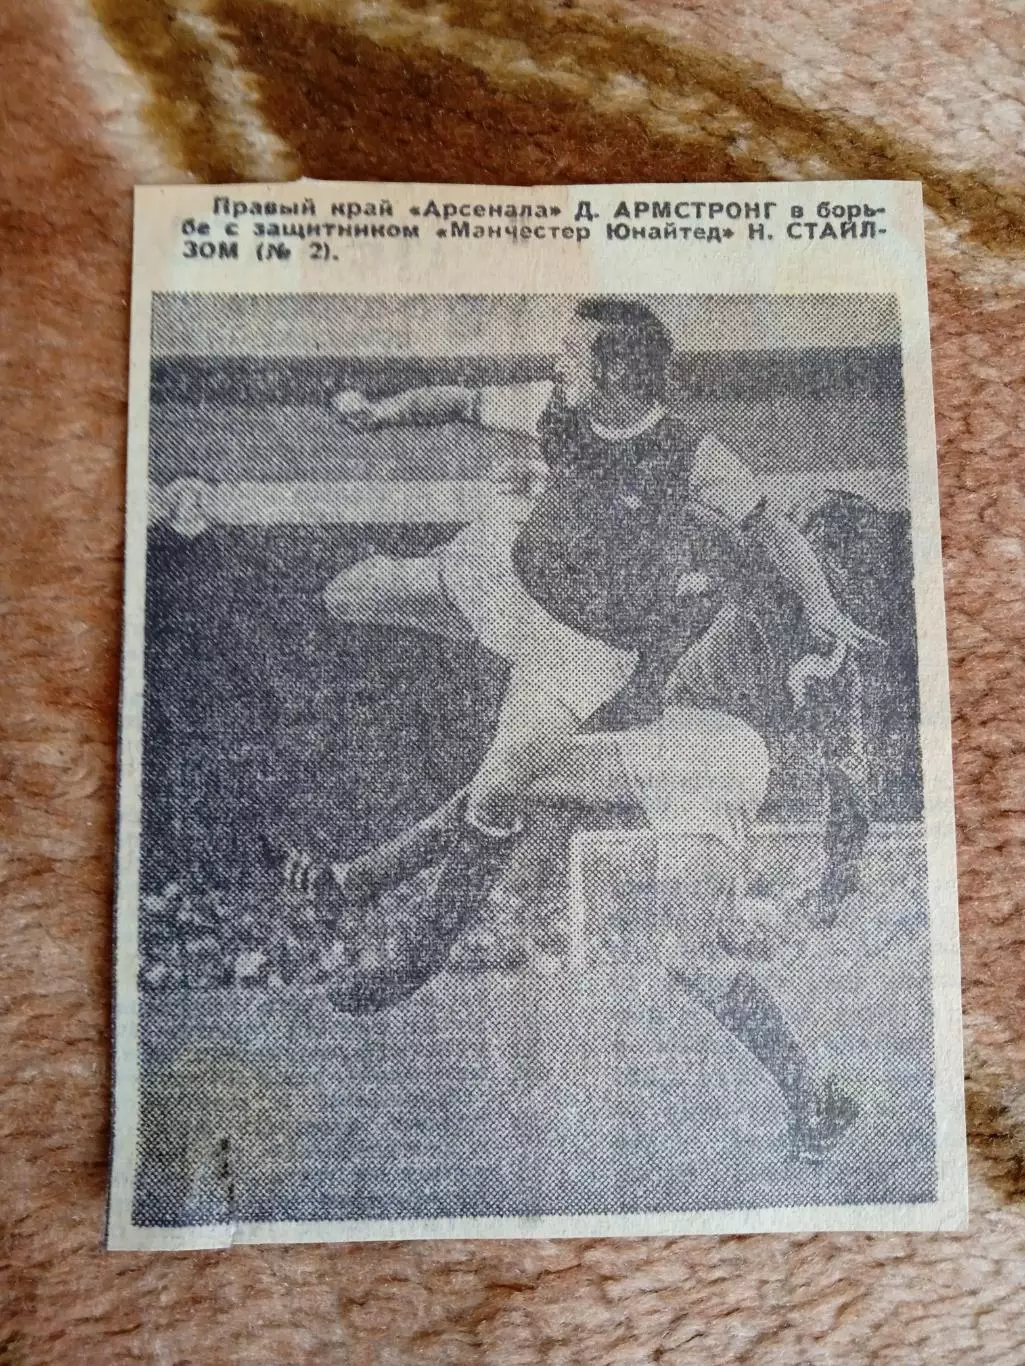 Правый край «Арсенала» Д. АРМСТРОНГ в борь-
бе с защитником «Манчестер Юнайтед» Н. СТАЙЛ-
ЗОМ (№ 2).